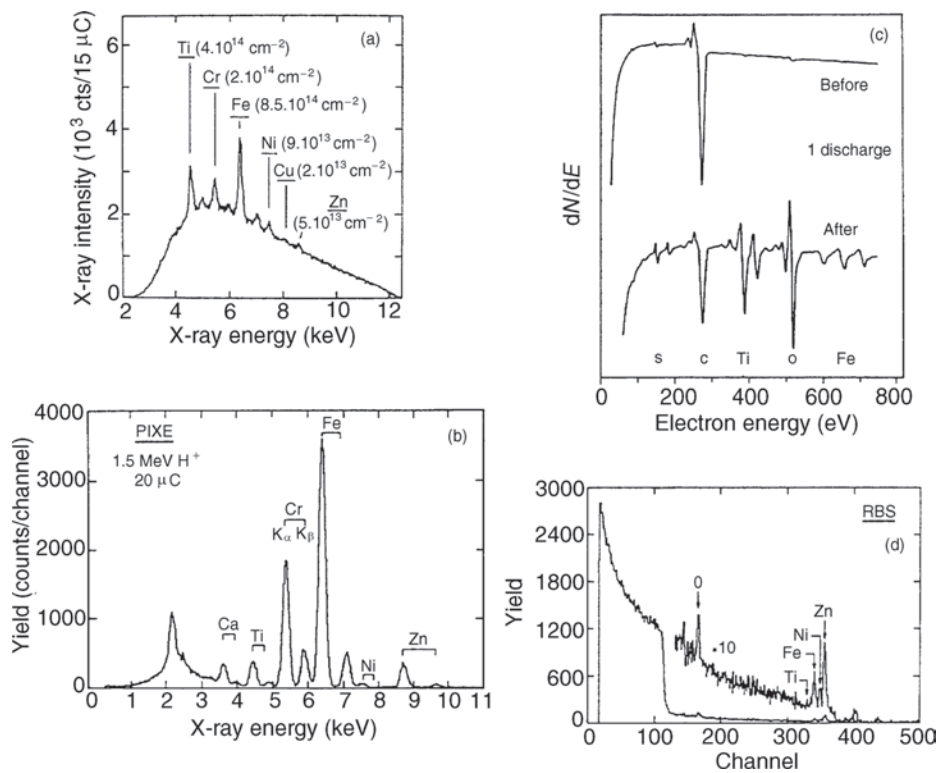 (a)
6
4
2
0
2 4 6 8 10 12
X-ray intensity (10³ cts/15 μC)
X-ray energy (keV)
Ti (4.10¹⁴ cm⁻²)
Cr (2.10¹⁴ cm⁻²)
Fe (8.5.10¹⁴ cm⁻²)
Ni (9.10¹³ cm⁻²)
Cu (2.10¹³ cm⁻²)
Zn
(5.10¹³ cm⁻²)
(c)
Before
1 discharge
After
dN/dE
s c Ti o Fe
0 200 400 600 800
Electron energy (eV)
(b)
PIXE
1.5 MeV H⁺
20 μC
4000
3000
2000
1000
0
Yield (counts/channel)
Ca
Ti
Cr
Kα Kβ
Fe
Ni
Zn
0 1 2 3 4 5 6 7 8 9 10 11
X-ray energy (keV)
RBS
(d)
3000
2400
1800
1200
600
0
Yield
0
•10
Zn
Ni
Fe
Ti
0 100 200 300 400 500
Channel